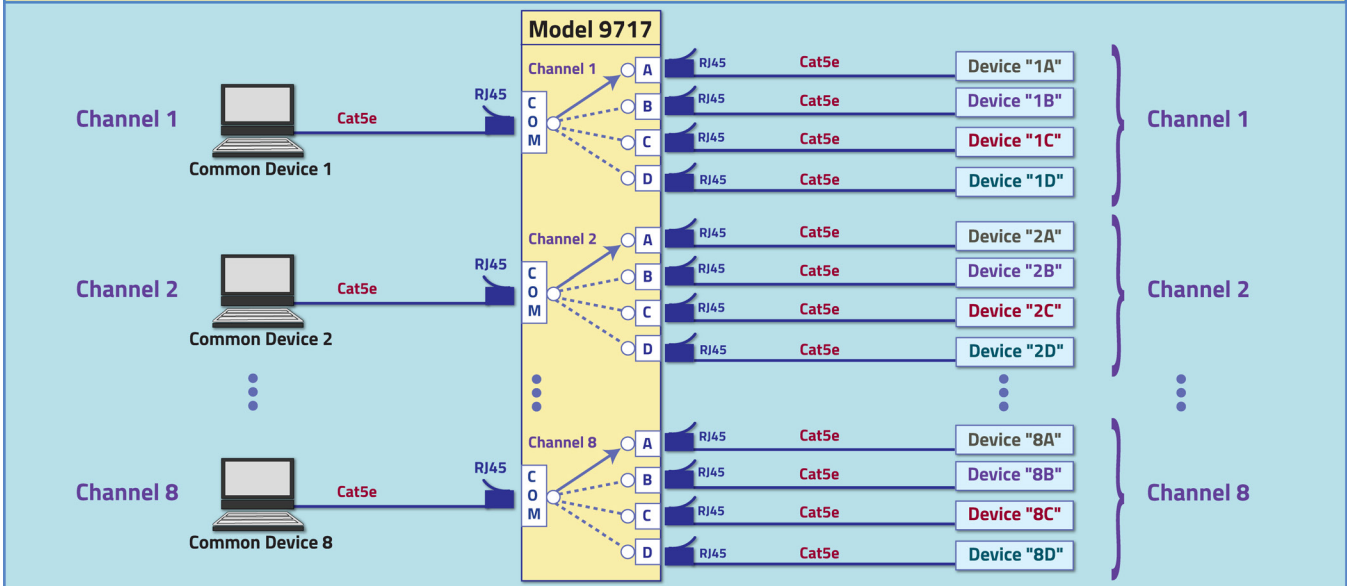 Model 9717
Channel 1
Common Device 1
Cat5e
RJ45
COM
Channel 1
A
RJ45
Cat5e
Device "1A"
B
RJ45
Cat5e
Device "1B"
C
RJ45
Cat5e
Device "1C"
D
RJ45
Cat5e
Device "1D"
Channel 1
Channel 2
Common Device 2
Cat5e
RJ45
COM
Channel 2
A
RJ45
Cat5e
Device "2A"
B
RJ45
Cat5e
Device "2B"
C
RJ45
Cat5e
Device "2C"
D
RJ45
Cat5e
Device "2D"
Channel 2
Channel 8
Common Device 8
Cat5e
RJ45
COM
Channel 8
A
RJ45
Cat5e
Device "8A"
B
RJ45
Cat5e
Device "8B"
C
RJ45
Cat5e
Device "8C"
D
RJ45
Cat5e
Device "8D"
Channel 8